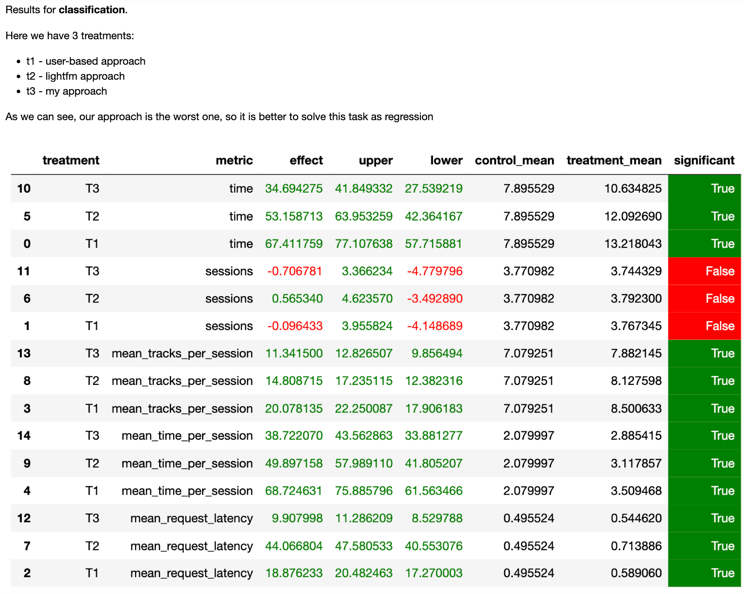 Results for classification.
Here we have 3 treatments:
• t1 - user-based approach
• t2 - lightfm approach
• t3 - my approach
As we can see, our approach is the worst one, so it is better to solve this task as regression
treatment metric effect upper lower control_mean treatment_mean significant
10 T3 time 34.694275 41.849332 27.539219 7.895529 10.634825 True
5 T2 time 53.158713 63.953259 42.364167 7.895529 12.092690 True
0 T1 time 67.411759 77.107638 57.715881 7.895529 13.218043 True
11 T3 sessions -0.706781 3.366234 -4.779796 3.770982 3.744329 False
6 T2 sessions 0.565340 4.623570 -3.492890 3.770982 3.792300 False
1 T1 sessions -0.096433 3.955824 -4.148689 3.770982 3.767345 False
13 T3 mean_tracks_per_session 11.341500 12.826507 9.856494 7.079251 7.882145 True
8 T2 mean_tracks_per_session 14.808715 17.235115 12.382316 7.079251 8.127598 True
3 T1 mean_tracks_per_session 20.078135 22.250087 17.906183 7.079251 8.500633 True
14 T3 mean_time_per_session 38.722070 43.562863 33.881277 2.079997 2.885415 True
9 T2 mean_time_per_session 49.897158 57.989110 41.805207 2.079997 3.117857 True
4 T1 mean_time_per_session 68.724631 75.885796 61.563466 2.079997 3.509468 True
12 T3 mean_request_latency 9.907998 11.286209 8.529788 0.495524 0.544620 True
7 T2 mean_request_latency 44.066804 47.580533 40.553076 0.495524 0.713886 True
2 T1 mean_request_latency 18.876233 20.482463 17.270003 0.495524 0.589060 True